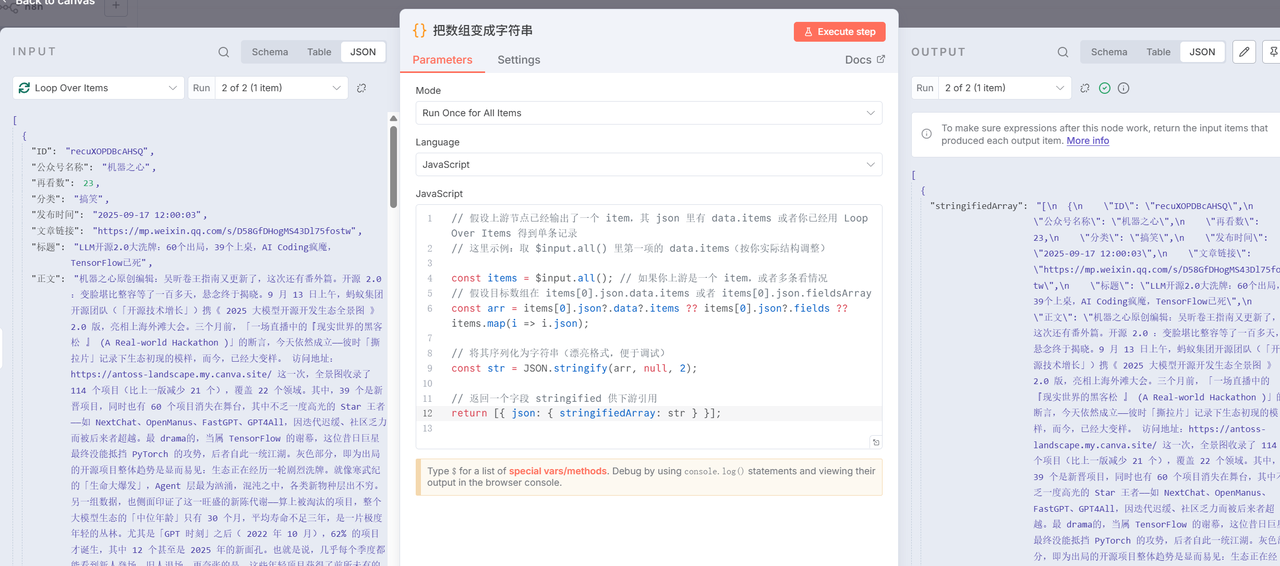 Back to canvas
INPUT
Schema
Table
JSON
Loop Over Items
Run
2 of 2 (1 item)
[
{
"ID": "recuXOPDBcAHSQ",
"公众号名称": "机器之心",
"再看数": 23,
"分类": "搞笑",
"发布时间": "2025-09-17 12:00:03",
"文章链接": "https://mp.weixin.qq.com/s/D58GfDHogMS43Dl75fostw",
"标题": "LLM开源2.0大洗牌：60个出局，39个上桌，AI Coding疯魔，
TensorFlow已死",
"正文": "机器之心原创编辑：吴昕卷王指南又更新了，这次还有番外篇。开源 2.0
：变脸堪比整容等了一百多天，悬念终于揭晓。9 月 13 日上午，蚂蚁集团
开源团队（「开源技术增长」）携《 2025 大模型开源开发生态全景图 》
2.0 版，亮相上海外滩大会。三个月前，「一场直播中的『现实世界的黑客
松 』 (A Real-world Hackathon )」的断言，今天依然成立—彼时「撕
拉片」记录下生态初现的模样，而今，已经大变样。 访问地址：
https://antoss-landscape.my.canva.site/ 这一次，全景图收录了
114 个项目（比上一版减少 21 个），覆盖 22 个领域。其中，39 个是新
晋项目，同时也有 60 个项目消失在舞台，其中不乏一度高光的 Star 王者
—如 NextChat、OpenManus、FastGPT、GPT4All，因迭代迟缓、社区乏力
而被后来者超越。最 drama的，当属 TensorFlow 的谢幕，这位昔日巨星
最终没能抵挡 PyTorch 的攻势，后者自此一统江湖。灰色部分，即为出局
的开源项目整体趋势是显而易见：生态正在经历一轮剧烈洗牌。就像寒武纪
的「生命大爆发」，Agent 层最为汹涌，混沌之中，各类新物种层出不穷。
另一组数据，也侧面印证了这一旺盛的新陈代谢—算上被淘汰的项目，整个
大模型生态的「中位年龄」只有 30 个月，平均寿命不足三年，是一片极度
年轻的丛林。尤其是「GPT 时刻」之后（ 2022 年 10 月），62% 的项目
才诞生，其中 12 个甚至是 2025 年的新面孔。也就是说，几乎每个季度都
{} 把数组变成字符串
Execute step
Parameters
Settings
Docs
Mode
Run Once for All Items
Language
JavaScript
JavaScript
1 // 假设上游节点已经输出了一个 item，其 json 里有 data.items 或者你已经用 Loop
Over Items 得到单条记录
2 // 这里示例：取 $input.all() 里第一项的 data.items（按你实际结构调整）
3
4 const items = $input.all(); // 如果你上游是一个 item，或者多条看情况
5 // 假设目标数组在 items[0].json.data.items 或者 items[0].json.fieldsArray
6 const arr = items[0].json?.data?.items ?? items[0].json?.fields ??
items.map(i => i.json);
7
8 // 将其序列化为字符串（漂亮格式，便于调试）
9 const str = JSON.stringify(arr, null, 2);
10
11 // 返回一个字段 stringified 供下游引用
12 return [{ json: { stringifiedArray: str } }];
13
Type $ for a list of special vars/methods. Debug by using console.log() statements and viewing their
output in the browser console.
OUTPUT
Schema
Table
JSON
Run
2 of 2 (1 item)
To make sure expressions after this node work, return the input items that
produced each output item. More info
[
{
"stringifiedArray": "[\n  {\n    \"ID\": \"recuXOPDBcAHSQ\",\n
\"公众号名称\": \"机器之心\",\n    \"再看数\":
23,\n    \"分类\": \"搞笑\",\n    \"发布时间\":
\"2025-09-17 12:00:03\",\n    \"文章链接\":
\"https://mp.weixin.qq.com/s/D58GfDHogMS43Dl75fos
tw\",\n    \"标题\": \"LLM开源2.0大洗牌：60个出局，
39个上桌，AI Coding疯魔，TensorFlow已死\",\n
\"正文\": \"机器之心原创编辑：吴昕卷王指南又更新了，
这次还有番外篇。开源 2.0 ：变脸堪比整容等了一百多天，
悬念终于揭晓。9 月 13 日上午，蚂蚁集团开源团队（「开
源技术增长」）携《 2025 大模型开源开发生态全景图 》
2.0 版，亮相上海外滩大会。三个月前，「一场直播中的
『现实世界的黑客松 』 (A Real-world Hackathon )」的
断言，今天依然成立—彼时「撕拉片」记录下生态初现的模
样，而今，已经大变样。 访问地址：https://antoss-
landscape.my.canva.site/ 这一次，全景图收录了 114
个项目（比上一版减少 21 个），覆盖 22 个领域。其中，
39 个是新晋项目，同时也有 60 个项目消失在舞台，其中不
乏一度高光的 Star 王者—如 NextChat、OpenManus、
FastGPT、GPT4All，因迭代迟缓、社区乏力而被后来者超
越。最 drama的，当属 TensorFlow 的谢幕，这位昔日巨星
最终没能抵挡 PyTorch 的攻势，后者自此一统江湖。灰色部
分，即为出局的开源项目整体趋势是显而易见：生态正在经